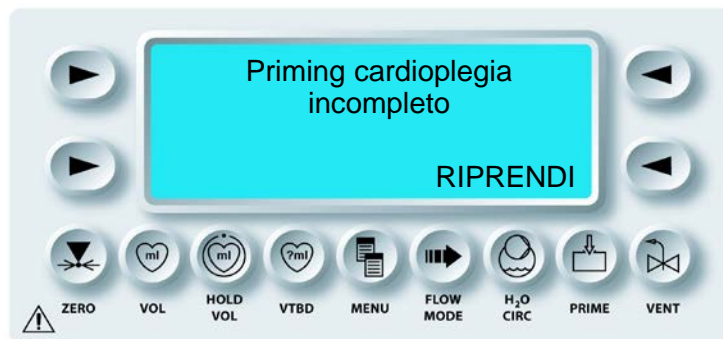 Priming cardioplegia
incompleto
RIPRENDI
ml
ml
?ml
ZERO
VOL
HOLD
VOL
VTBD
MENU
FLOW
MODE
H₂O
CIRC
PRIME
VENT